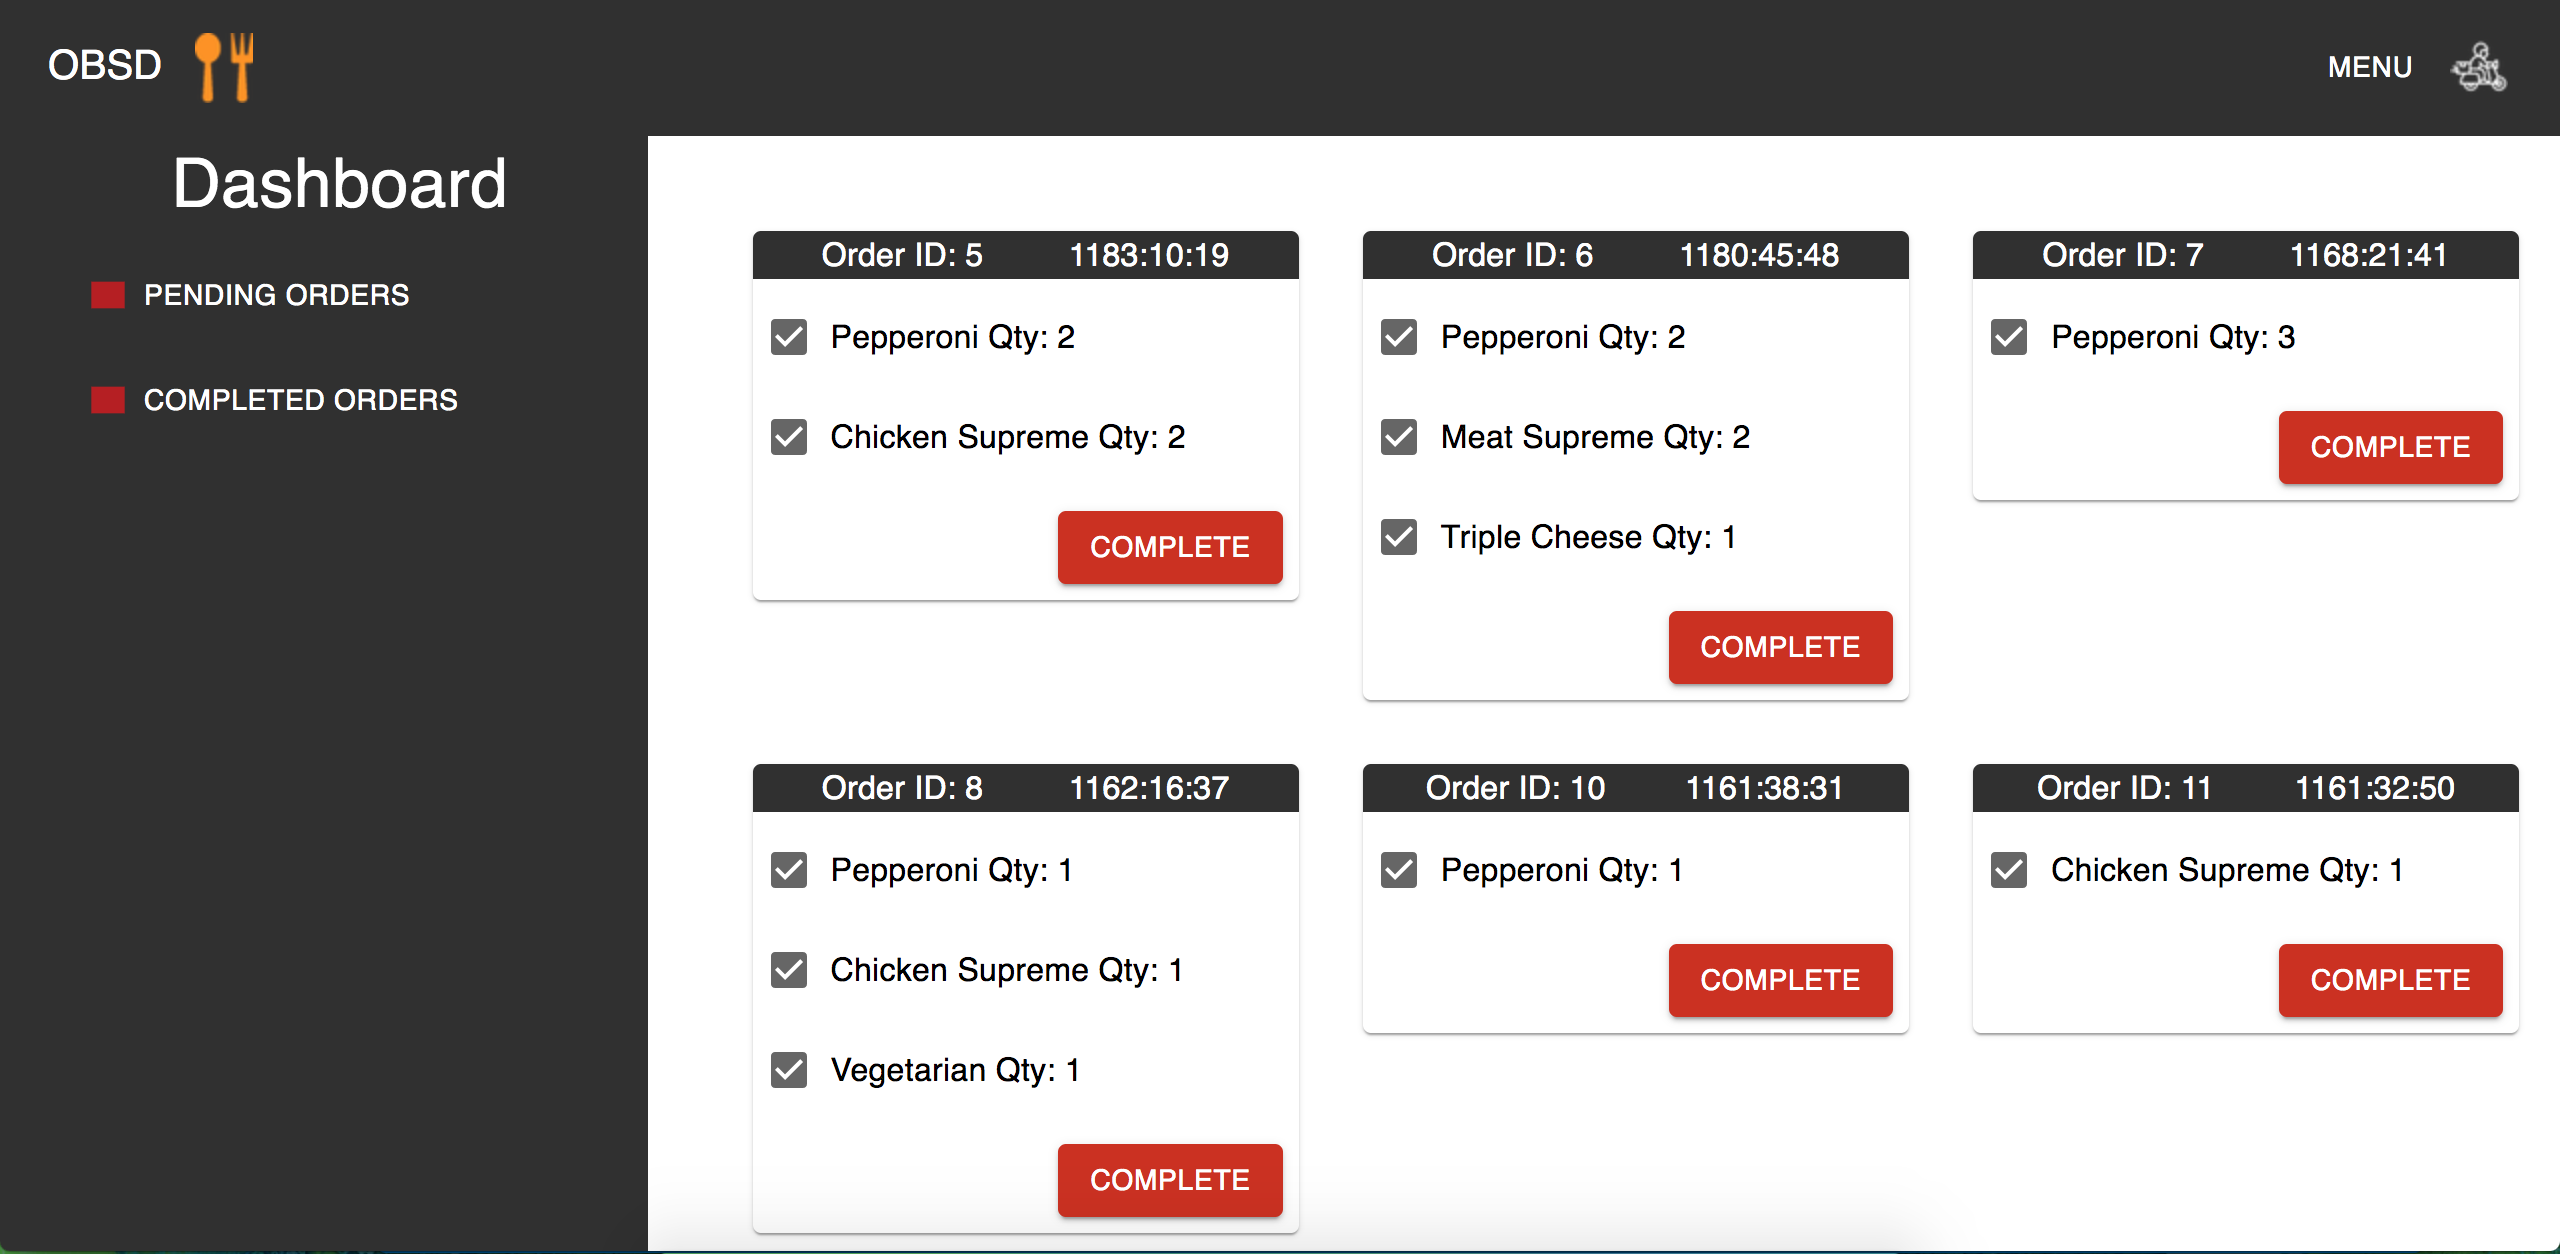 OBSD
MENU
Dashboard
PENDING ORDERS
COMPLETED ORDERS
Order ID: 5 1183:10:19
Pepperoni Qty: 2
Chicken Supreme Qty: 2
COMPLETE
Order ID: 6 1180:45:48
Pepperoni Qty: 2
Meat Supreme Qty: 2
Triple Cheese Qty: 1
COMPLETE
Order ID: 7 1168:21:41
Pepperoni Qty: 3
COMPLETE
Order ID: 8 1162:16:37
Pepperoni Qty: 1
Chicken Supreme Qty: 1
Vegetarian Qty: 1
COMPLETE
Order ID: 10 1161:38:31
Pepperoni Qty: 1
COMPLETE
Order ID: 11 1161:32:50
Chicken Supreme Qty: 1
COMPLETE